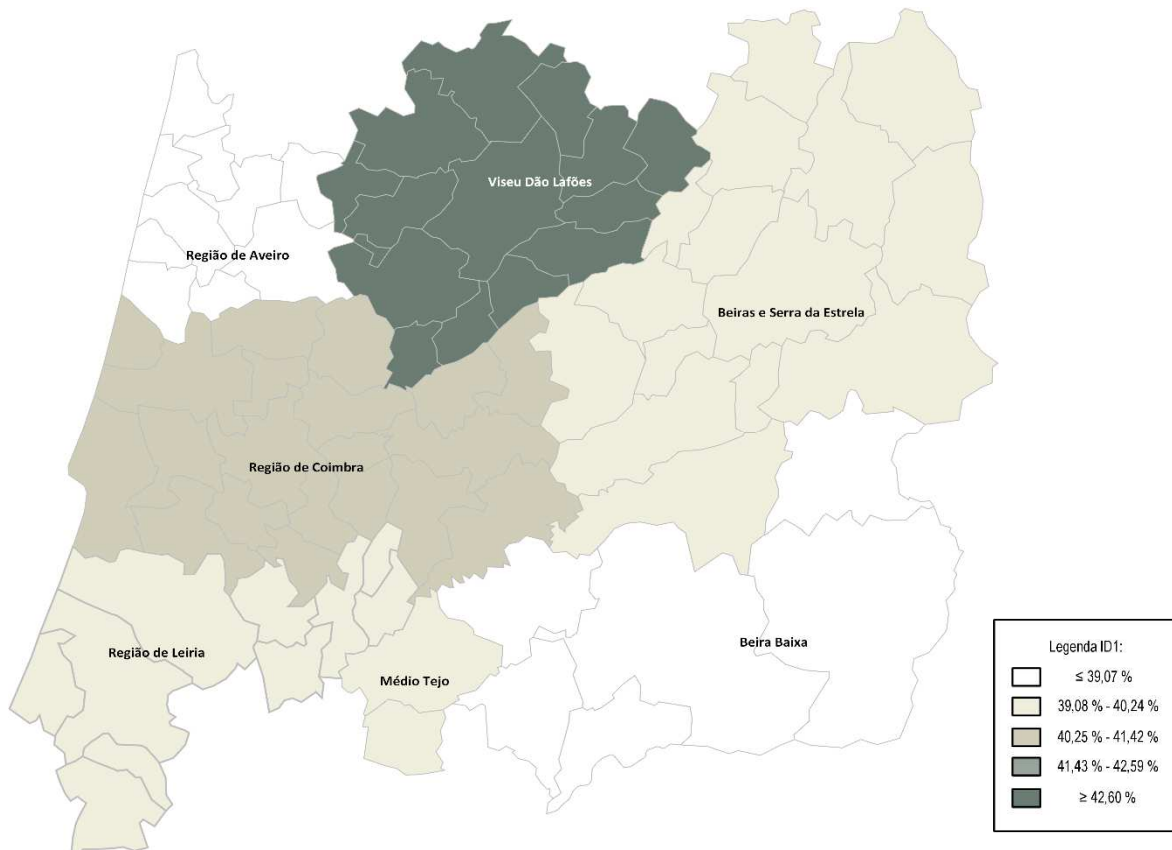 Viseu Dão Lafões
Região de Aveiro
Beiras e Serra da Estrela
Região de Coimbra
Região de Leiria
Médio Tejo
Beira Baixa
Legenda ID1:
≤ 39,07 %
39,08 % - 40,24 %
40,25 % - 41,42 %
41,43 % - 42,59 %
≥ 42,60 %